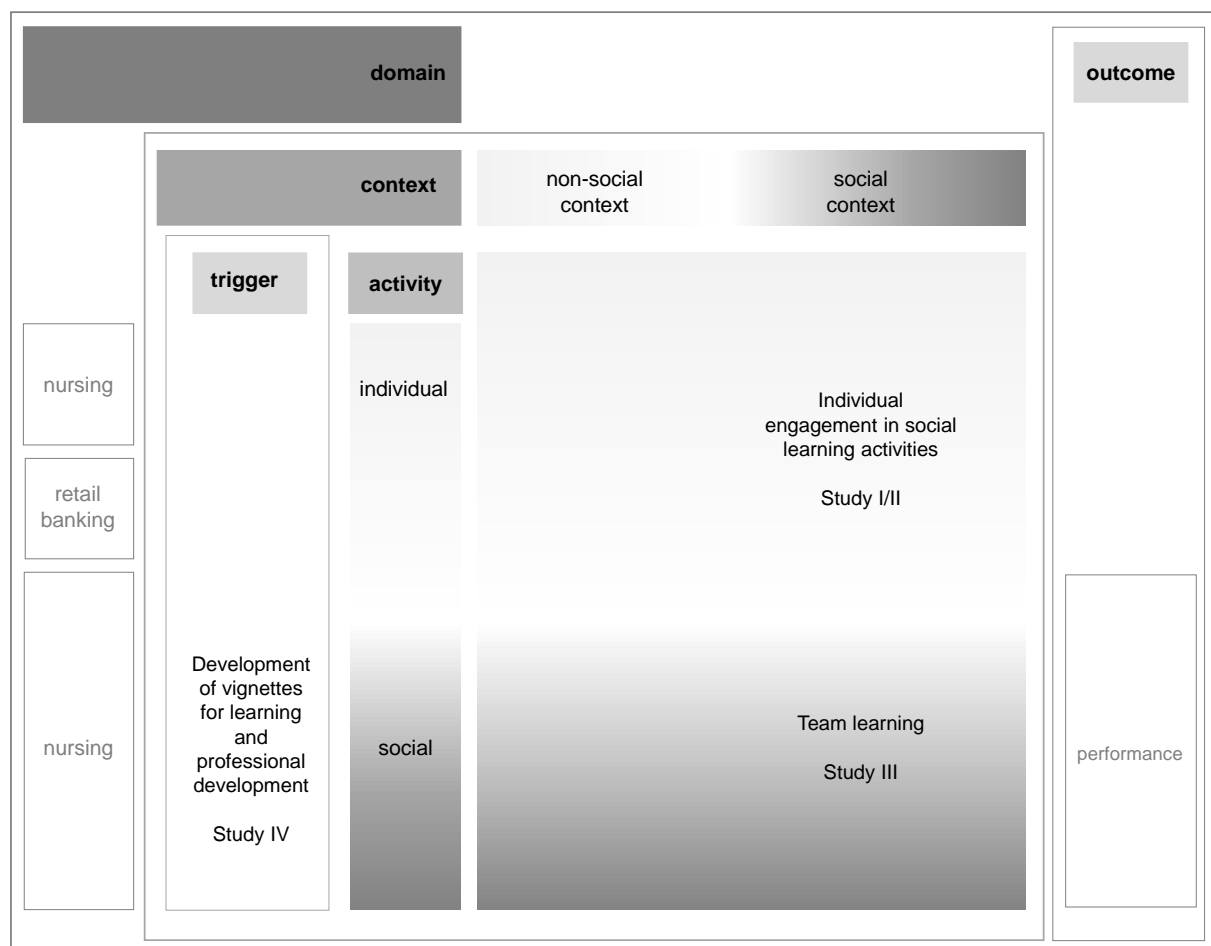 domain
outcome
context
non-social
context
social
context
trigger
activity
nursing
individual
Individual
engagement in social
learning activities
Study I/II
retail
banking
nursing
Development
of vignettes
for learning
and
professional
development
Study IV
social
Team learning
Study III
performance